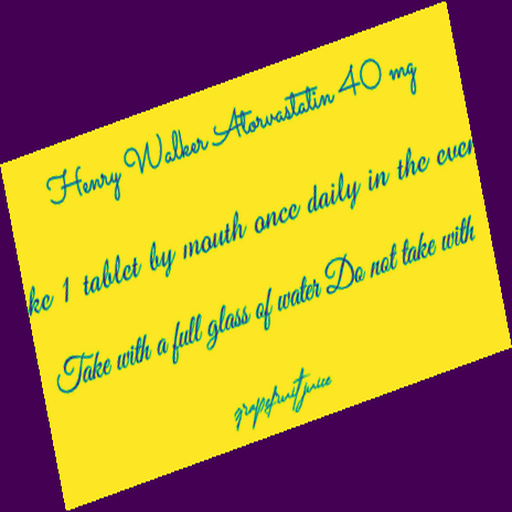 Henry Walker Atorvastatin 40 mg
ke 1 tablet by mouth once daily in the even
Take with a full glass of water Do not take with
grapefruit juice